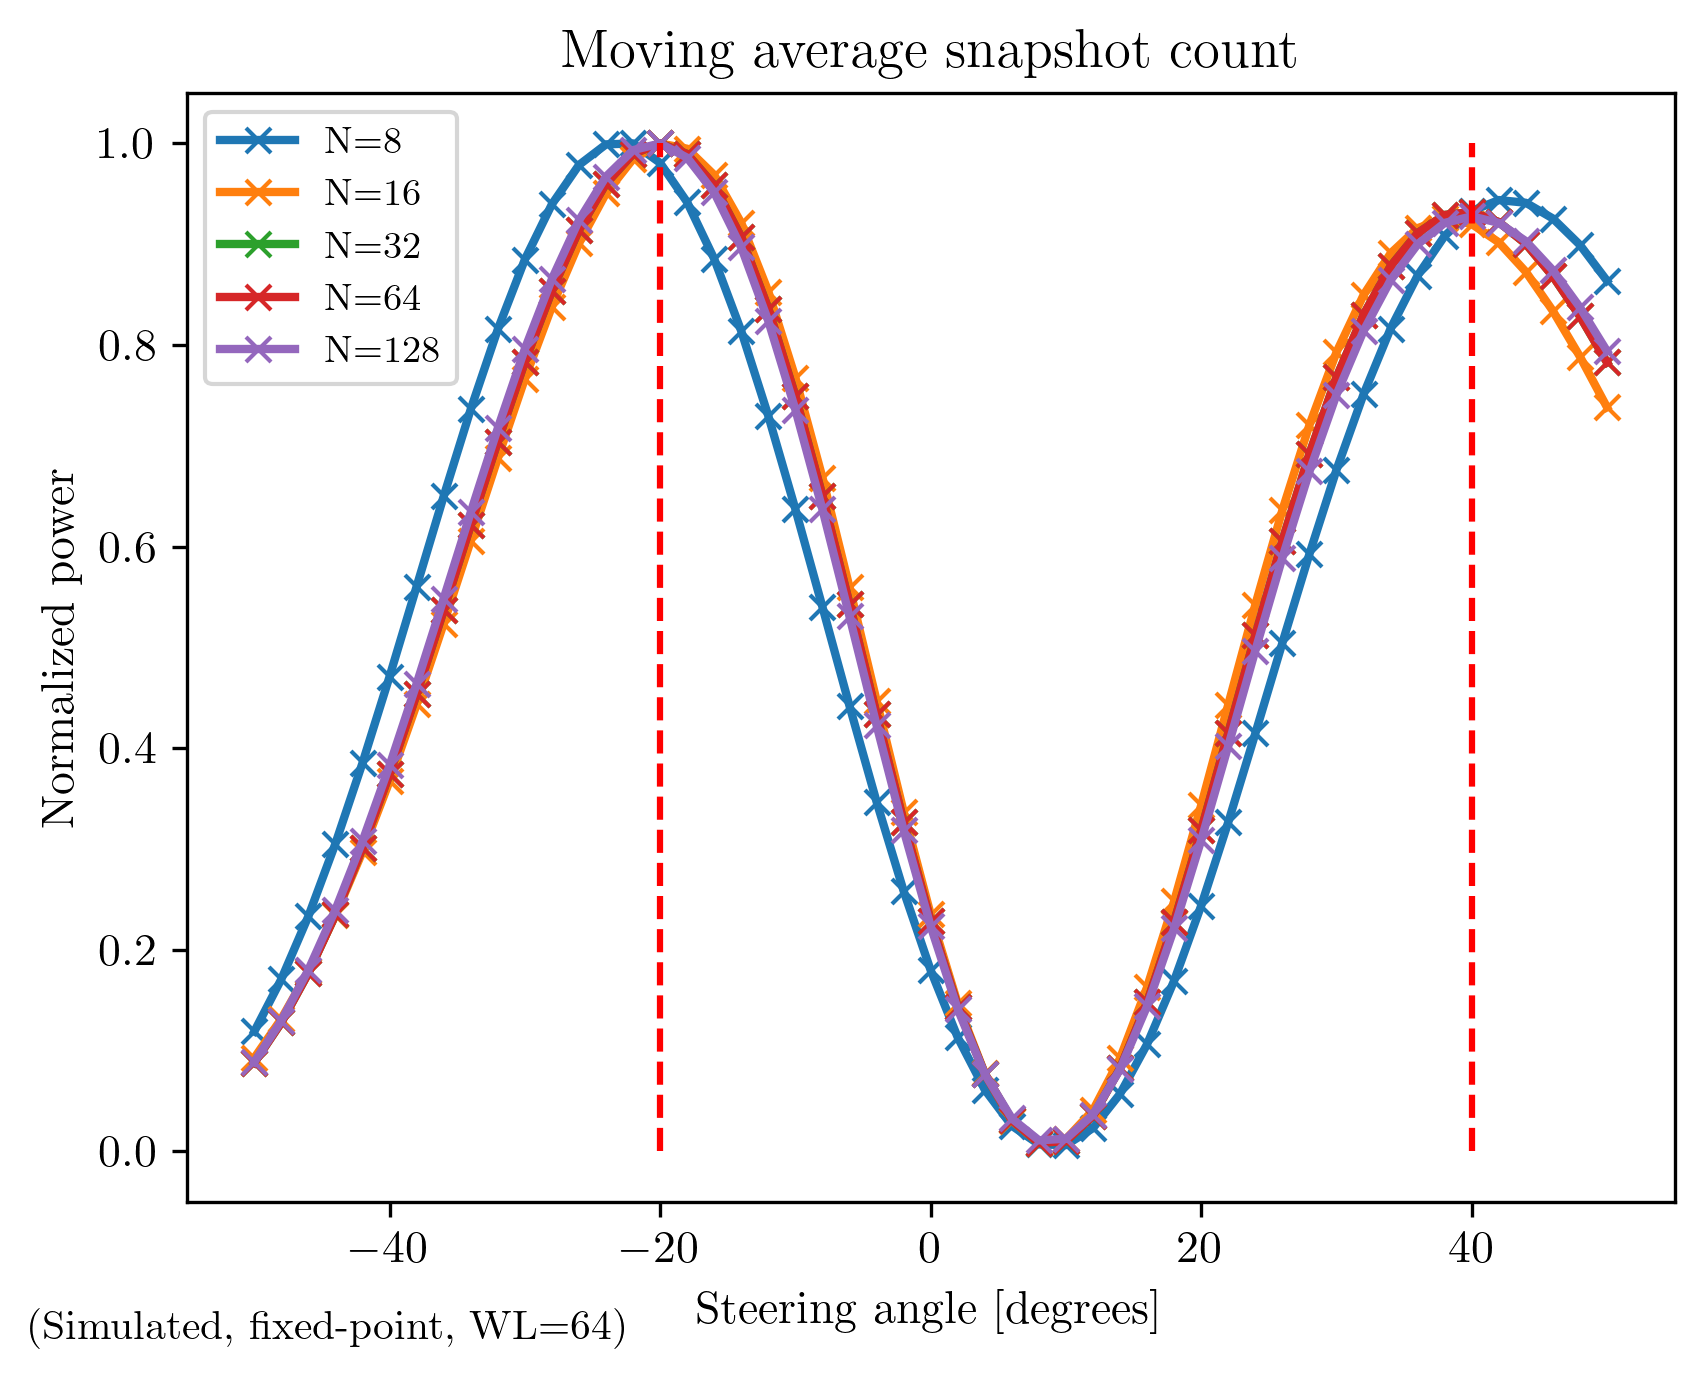 Moving average snapshot count
N=8
N=16
N=32
N=64
N=128
Normalized power
1.0
0.8
0.6
0.4
0.2
0.0
−40 −20 0 20 40
Steering angle [degrees]
(Simulated, fixed-point, WL=64)